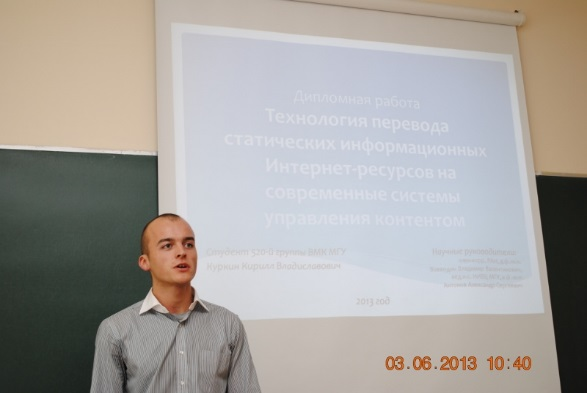 Дипломная работа
Технология перевода
статических информационных
Интернет-ресурсов на
современные системы
управления контентом
Студент 520-й группы ВМК МГУ
Кирилл Владиславович
Научные руководители:
2013 год
03.06.2013 10:40